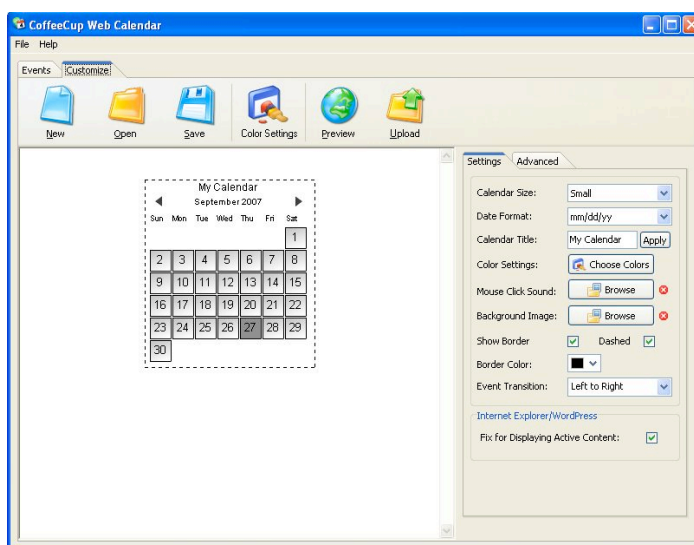 CoffeeCup Web Calendar
File Help
Events Customize
New Open Save Color Settings Preview Upload
Settings Advanced
My Calendar
September 2007
Sun Mon Tue Wed Thu Fri Sat
1
2 3 4 5 6 7 8
9 10 11 12 13 14 15
16 17 18 19 20 21 22
23 24 25 26 27 28 29
30
Calendar Size: Small
Date Format: mm/dd/yy
Calendar Title: My Calendar Apply
Color Settings: Choose Colors
Mouse Click Sound: Browse
Background Image: Browse
Show Border Dashed
Border Color:
Event Transition: Left to Right
Internet Explorer/WordPress
Fix for Displaying Active Content: